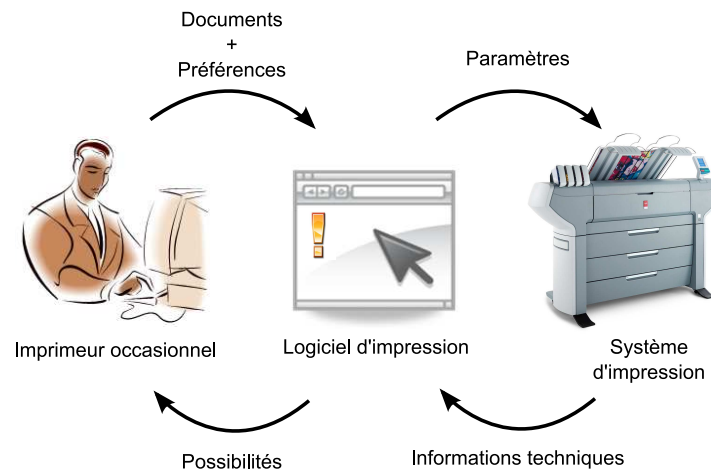 Documents
+
Préférences
Paramètres
Imprimeur occasionnel
Logiciel d'impression
Système
d'impression
Possibilités
Informations techniques